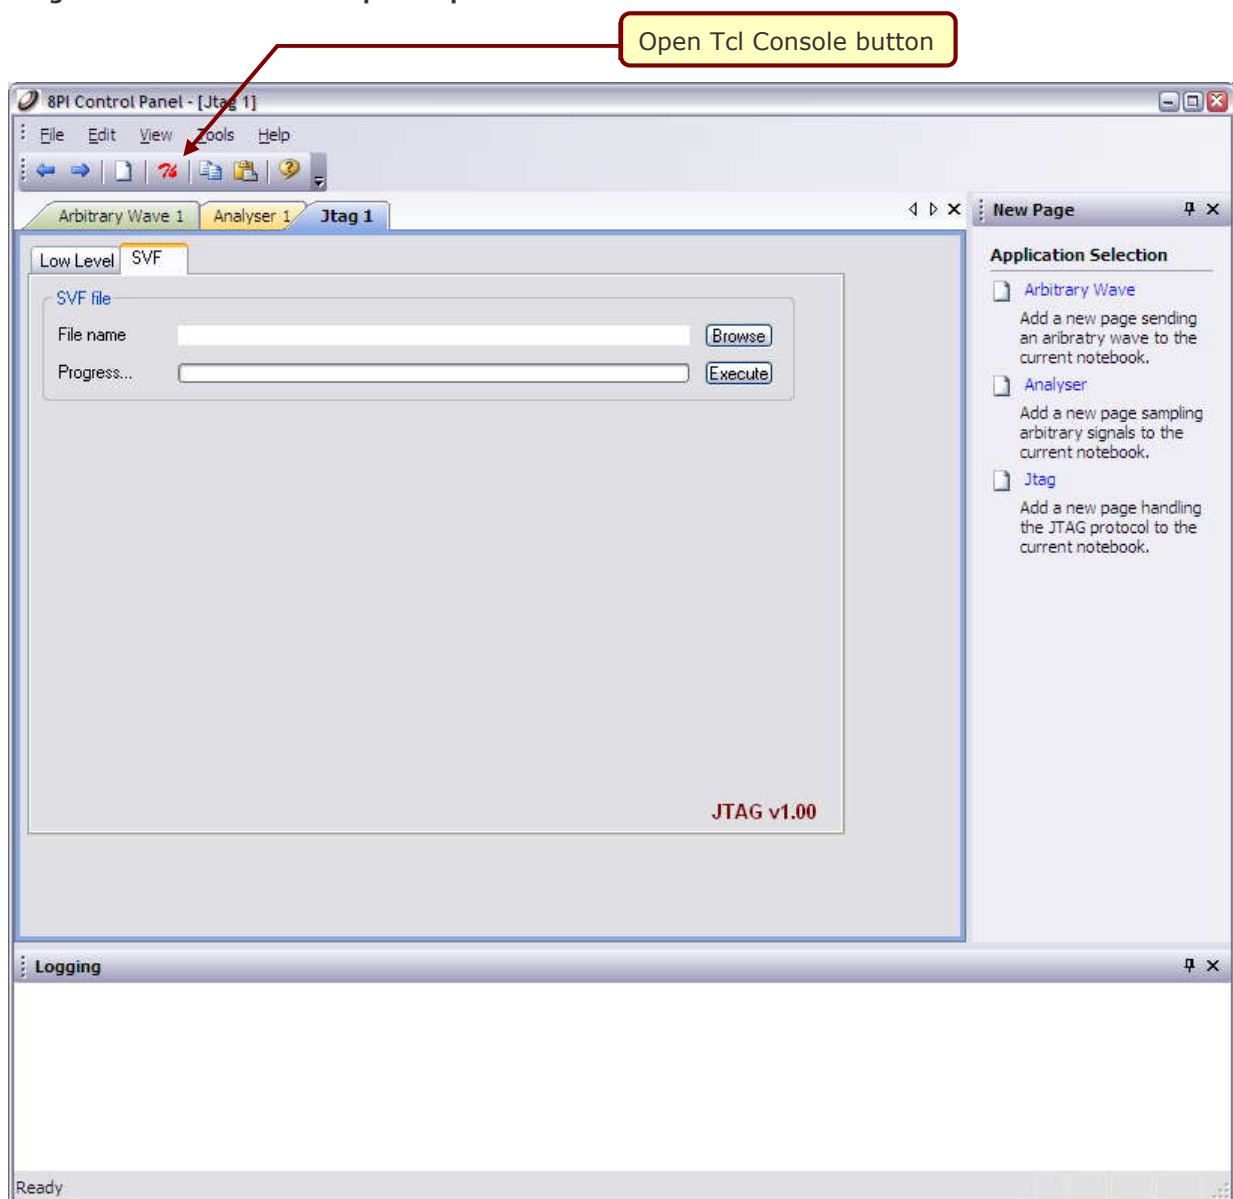 Open Tcl Console button
8PI Control Panel - [Jtag 1]
File Edit View Tools Help
Arbitrary Wave 1 Analyser 1 Jtag 1
New Page
Low Level SVF
SVF file
File name Browse
Progress... Execute
JTAG v1.00
Application Selection
Arbitrary Wave
Add a new page sending
an aribratry wave to the
current notebook.
Analyser
Add a new page sampling
arbitrary signals to the
current notebook.
Jtag
Add a new page handling
the JTAG protocol to the
current notebook.
Logging
Ready